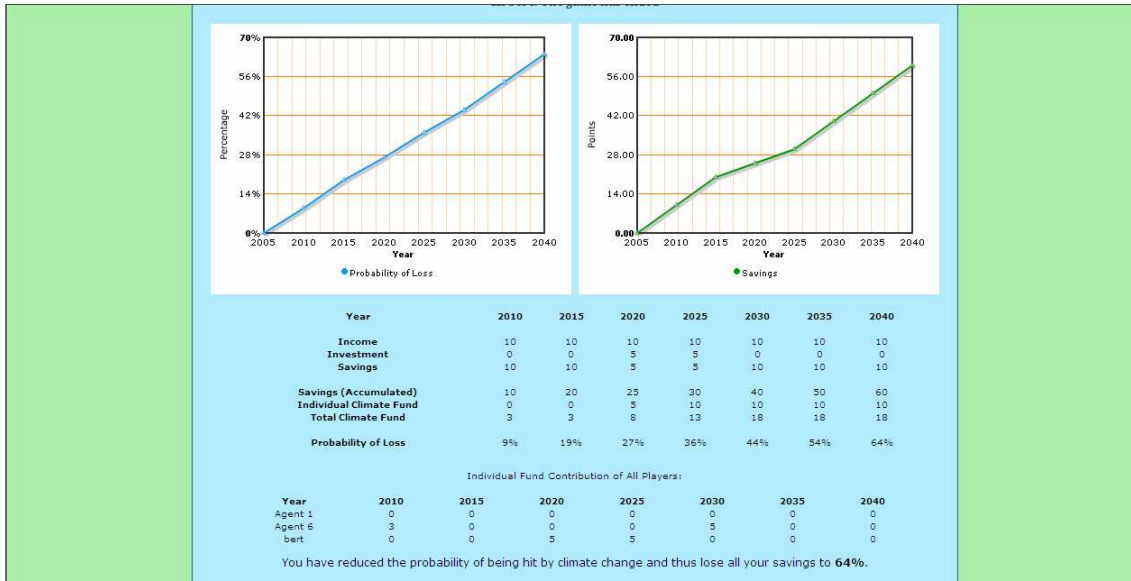 70%
56%
42%
28%
14%
0%
Percentage
2005 2010 2015 2020 2025 2030 2035 2040
Year
Probability of Loss
70.00
56.00
42.00
28.00
14.00
0.00
Points
2005 2010 2015 2020 2025 2030 2035 2040
Year
Savings
Year 2010 2015 2020 2025 2030 2035 2040
Income 10 10 10 10 10 10 10
Investment 0 0 5 5 0 0 0
Savings 10 10 5 5 10 10 10
Savings (Accumulated) 10 20 25 30 40 50 60
Individual Climate Fund 0 0 5 10 10 10 10
Total Climate Fund 3 3 8 13 18 18 18
Probability of Loss 9% 19% 27% 36% 44% 54% 64%
Individual Fund Contribution of All Players:
Year 2010 2015 2020 2025 2030 2035 2040
Agent 1 0 0 0 0 0 0 0
Agent 6 3 0 0 0 5 0 0
bert 0 0 5 5 0 0 0
You have reduced the probability of being hit by climate change and thus lose all your savings to 64%.